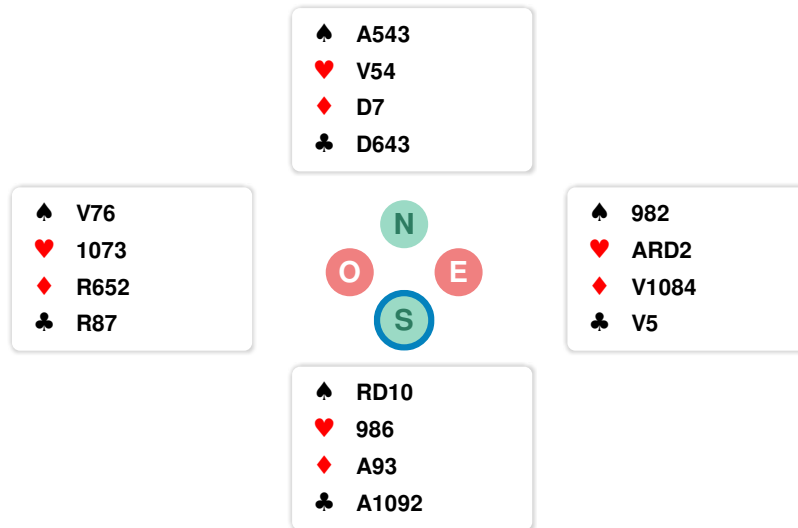 ♠ A543
♥ V54
♦ D7
♣ D643
♠ V76
♥ 1073
♦ R652
♣ R87
N
O E
S
♠ 982
♥ ARD2
♦ V1084
♣ V5
♠ RD10
♥ 986
♦ A93
♣ A1092